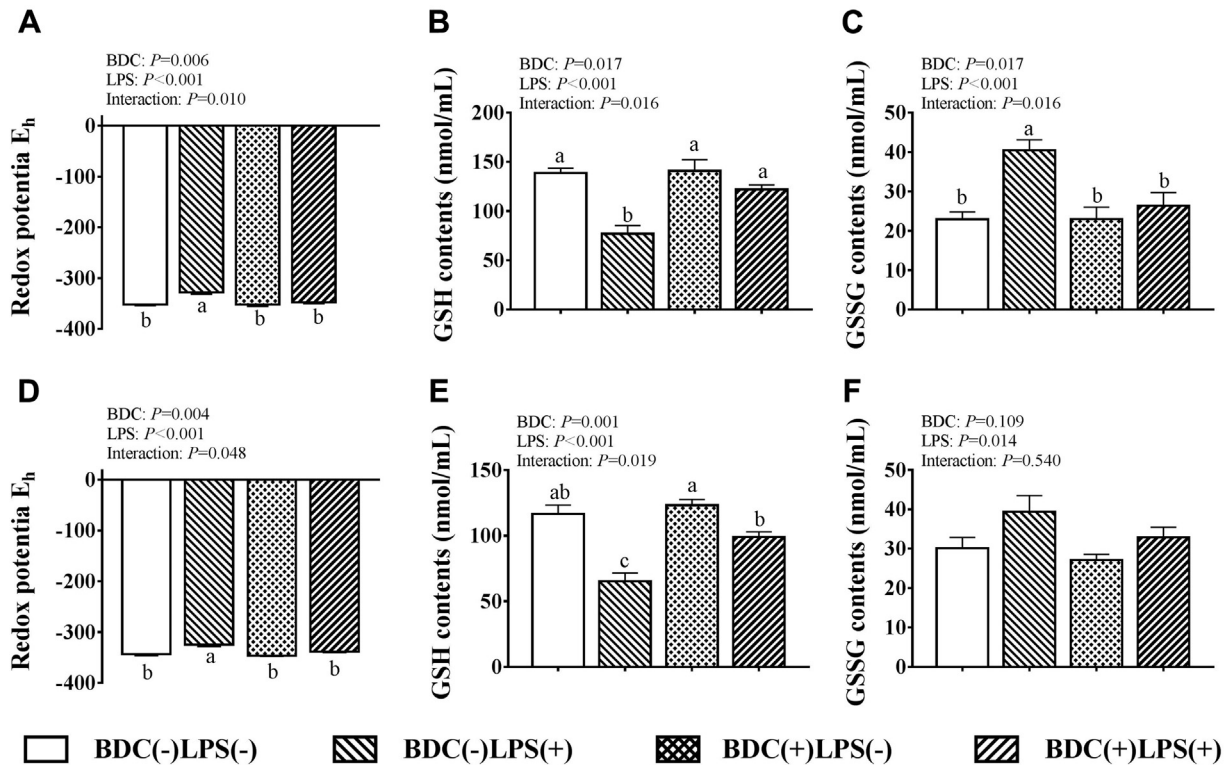 A
BDC: P=0.006
LPS: P<0.001
Interaction: P=0.010
Redox potentia Eh
0
-100
-200
-300
-400
b
a
b
b
B
BDC: P=0.017
LPS: P<0.001
Interaction: P=0.016
GSH contents (nmol/mL)
200
150
100
50
0
a
b
a
a
C
BDC: P=0.017
LPS: P<0.001
Interaction: P=0.016
GSSG contents (nmol/mL)
50
40
30
20
10
0
b
a
b
b
D
BDC: P=0.004
LPS: P<0.001
Interaction: P=0.048
Redox potentia Eh
0
-100
-200
-300
-400
b
a
b
b
E
BDC: P=0.001
LPS: P<0.001
Interaction: P=0.019
GSH contents (nmol/mL)
150
100
50
0
ab
c
a
b
F
BDC: P=0.109
LPS: P=0.014
Interaction: P=0.540
GSSG contents (nmol/mL)
50
40
30
20
10
0
BDC(-)LPS(-)
BDC(-)LPS(+)
BDC(+)LPS(-)
BDC(+)LPS(+)